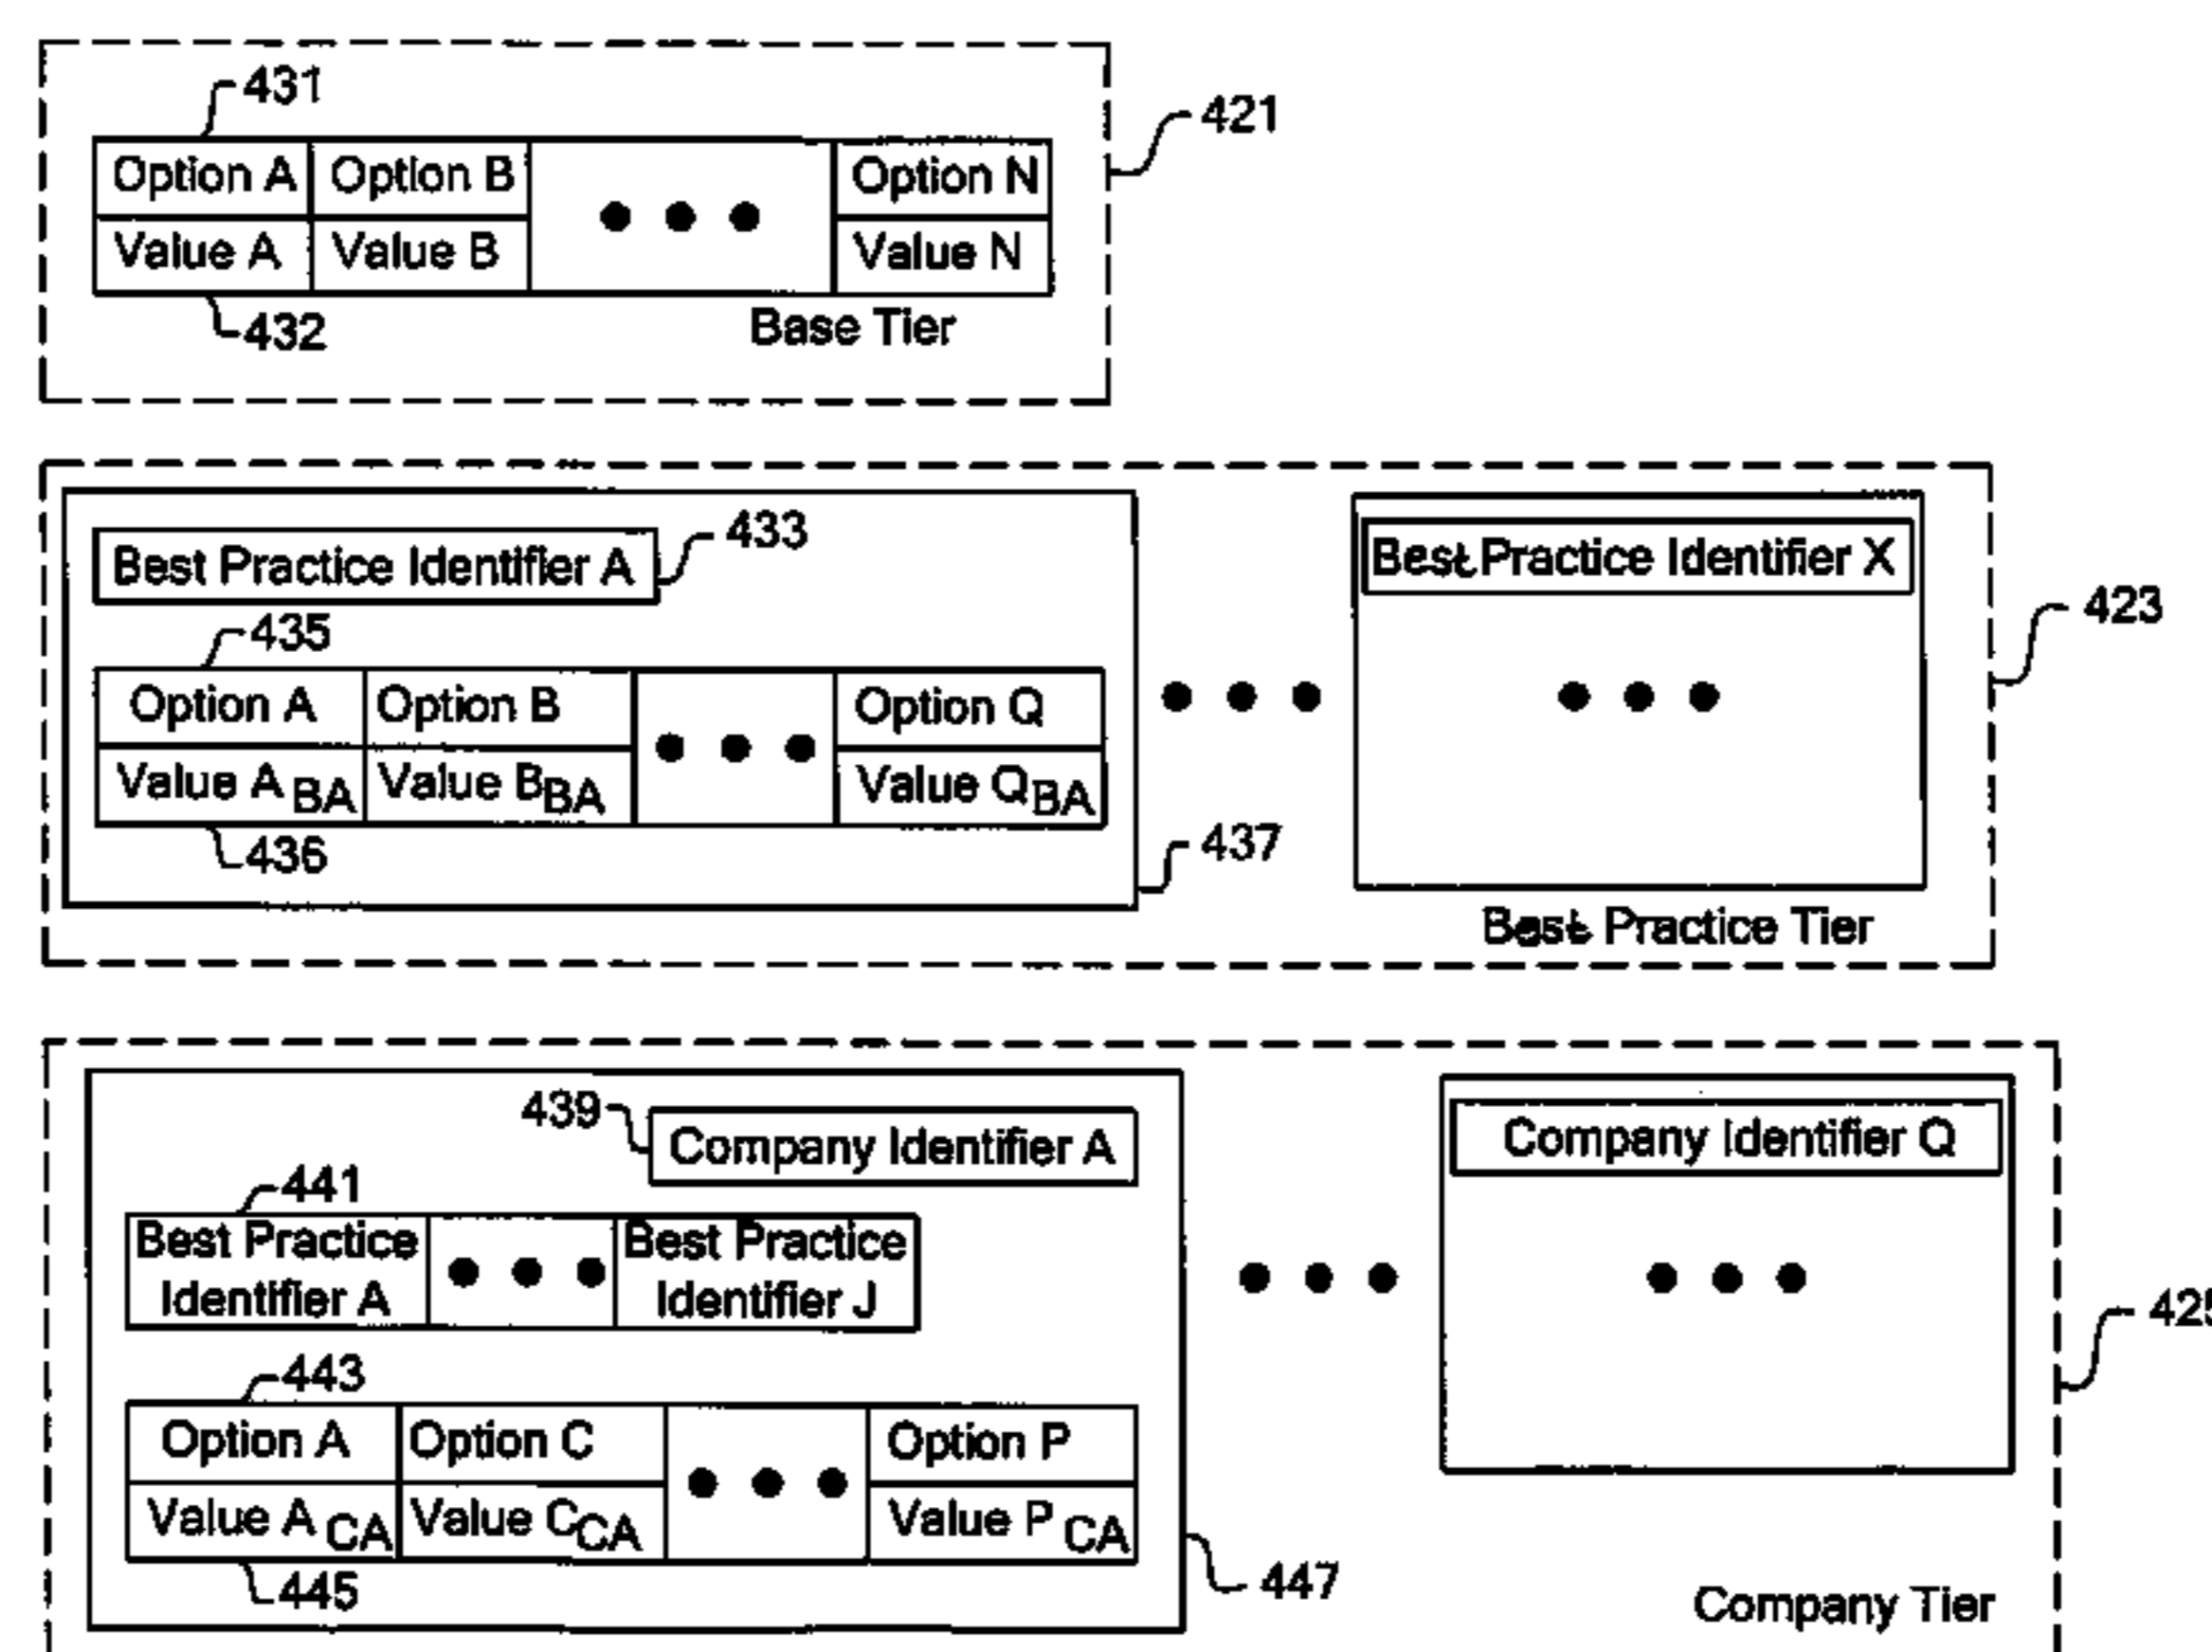 431
421
Option A Option B Option N
Value A Value B Value N
432
Base Tier
433
Best Practice Identifier A
Best Practice Identifier X
423
435
Option A Option B Option Q
Value A BA Value B BA Value Q BA
436
437
Best Practice Tier
439
Company Identifier A
Company Identifier Q
441
Best Practice Best Practice
Identifier A Identifier J
425
443
Option A Option C Option P
Value A CA Value C CA Value P CA
445
447
Company Tier